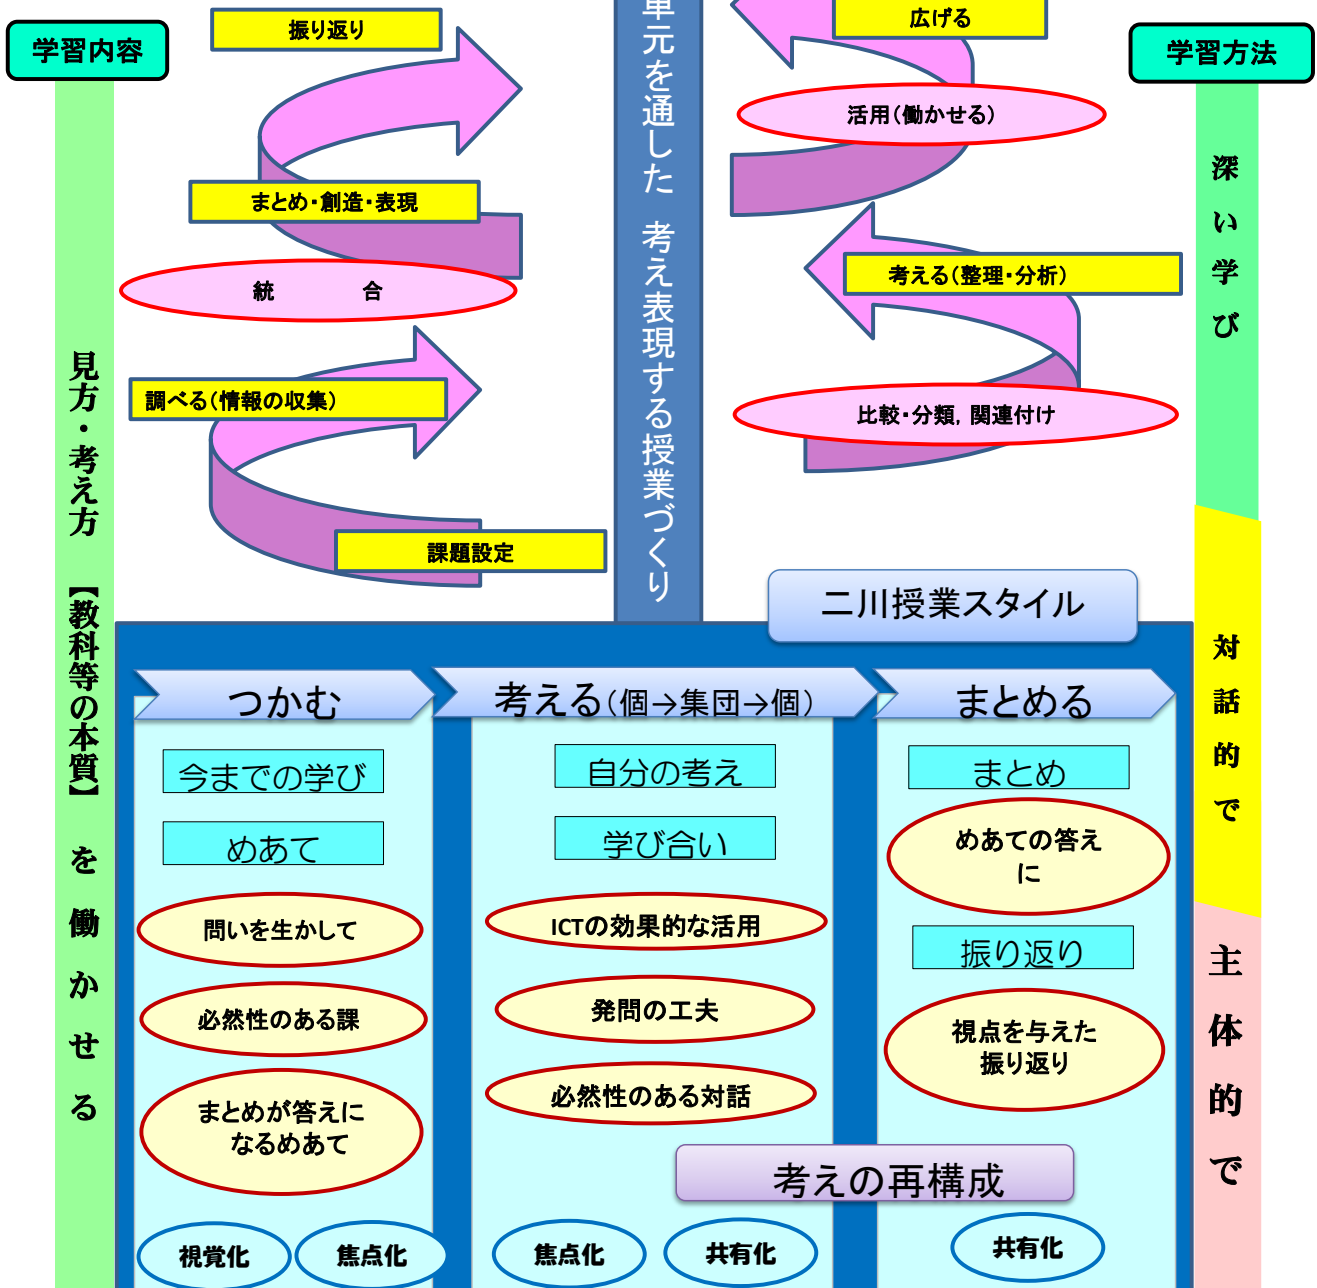 学習内容
振り返り
広げる
学習方法
活用（働かせる）
まとめ・創造・表現
考える（整理・分析）
統　合
調べる（情報の収集）
比較・分類，関連付け
課題設定
単元を通した　考え表現する授業づくり
見方・考え方【教科等の本質】を働かせる
深い学び
対話的で
主体的で
二川授業スタイル
つかむ
今までの学び
めあて
問いを生かして
必然性のある課
まとめが答えに
なるめあて
視覚化
焦点化
考える（個→集団→個）
自分の考え
学び合い
ICTの効果的な活用
発問の工夫
必然性のある対話
考えの再構成
焦点化
共有化
まとめる
まとめ
めあての答え
に
振り返り
視点を与えた
振り返り
共有化